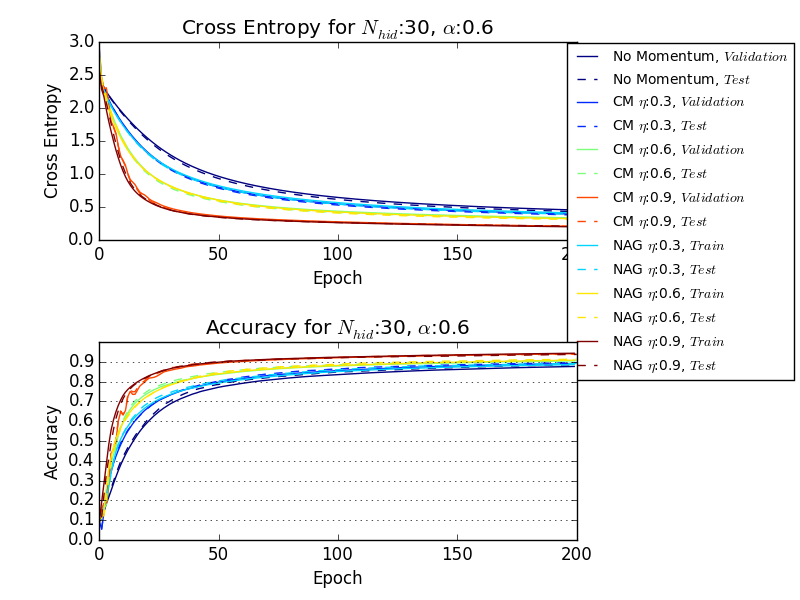 Cross Entropy for N_hid:30, α:0.6
3.0
2.5
2.0
1.5
1.0
0.5
0.0
Cross Entropy
0 50 100 150 2
Epoch
No Momentum, Validation
No Momentum, Test
CM η:0.3, Validation
CM η:0.3, Test
CM η:0.6, Validation
CM η:0.6, Test
CM η:0.9, Validation
CM η:0.9, Test
NAG η:0.3, Train
NAG η:0.3, Test
NAG η:0.6, Train
NAG η:0.6, Test
NAG η:0.9, Train
NAG η:0.9, Test
Accuracy for N_hid:30, α:0.6
0.9
0.8
0.7
0.6
0.5
0.4
0.3
0.2
0.1
0.0
Accuracy
0 50 100 150 200
Epoch